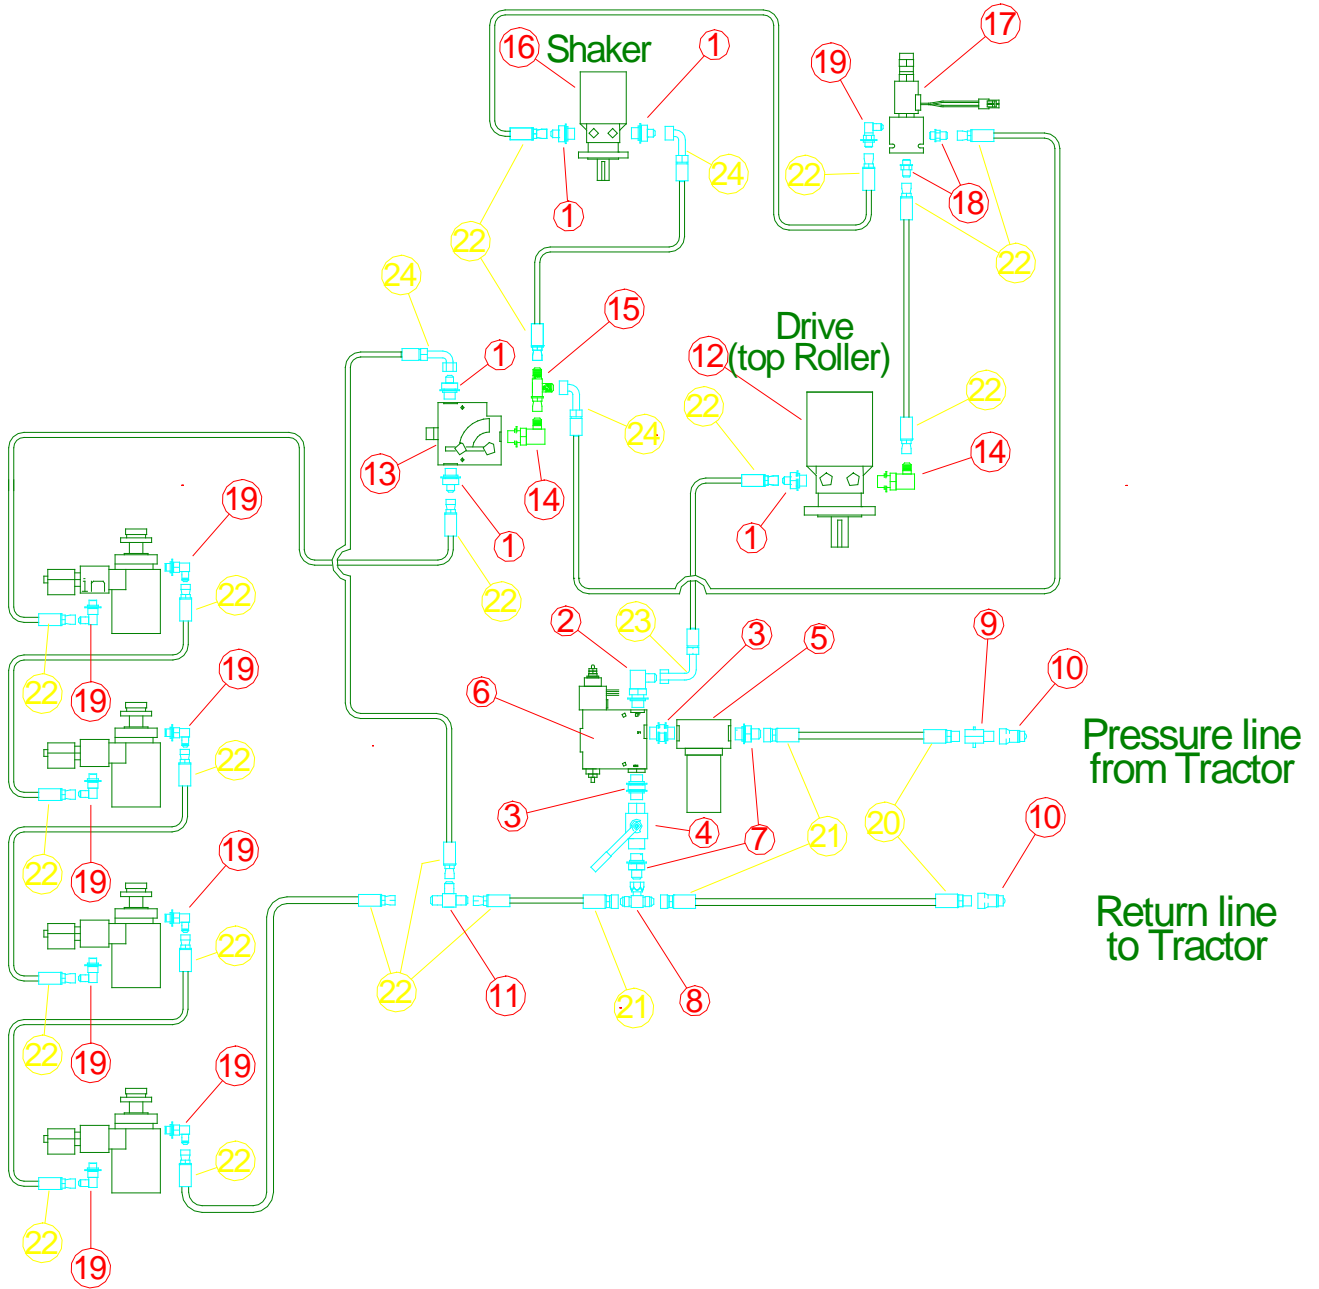 16 Shaker 1 17
19
24 22 18
1
22 22
24
15 Drive
12 (top Roller)
1
22 22
24
13 14 14
19 1 1
22 22
22 19 2 23 3 5 9
19 6 10
Pressure line
from Tractor
22
22 3 4 7 21 20 10
19 19
Return line
to Tractor
22
22 22 11 21 8
19 19
22
22
19